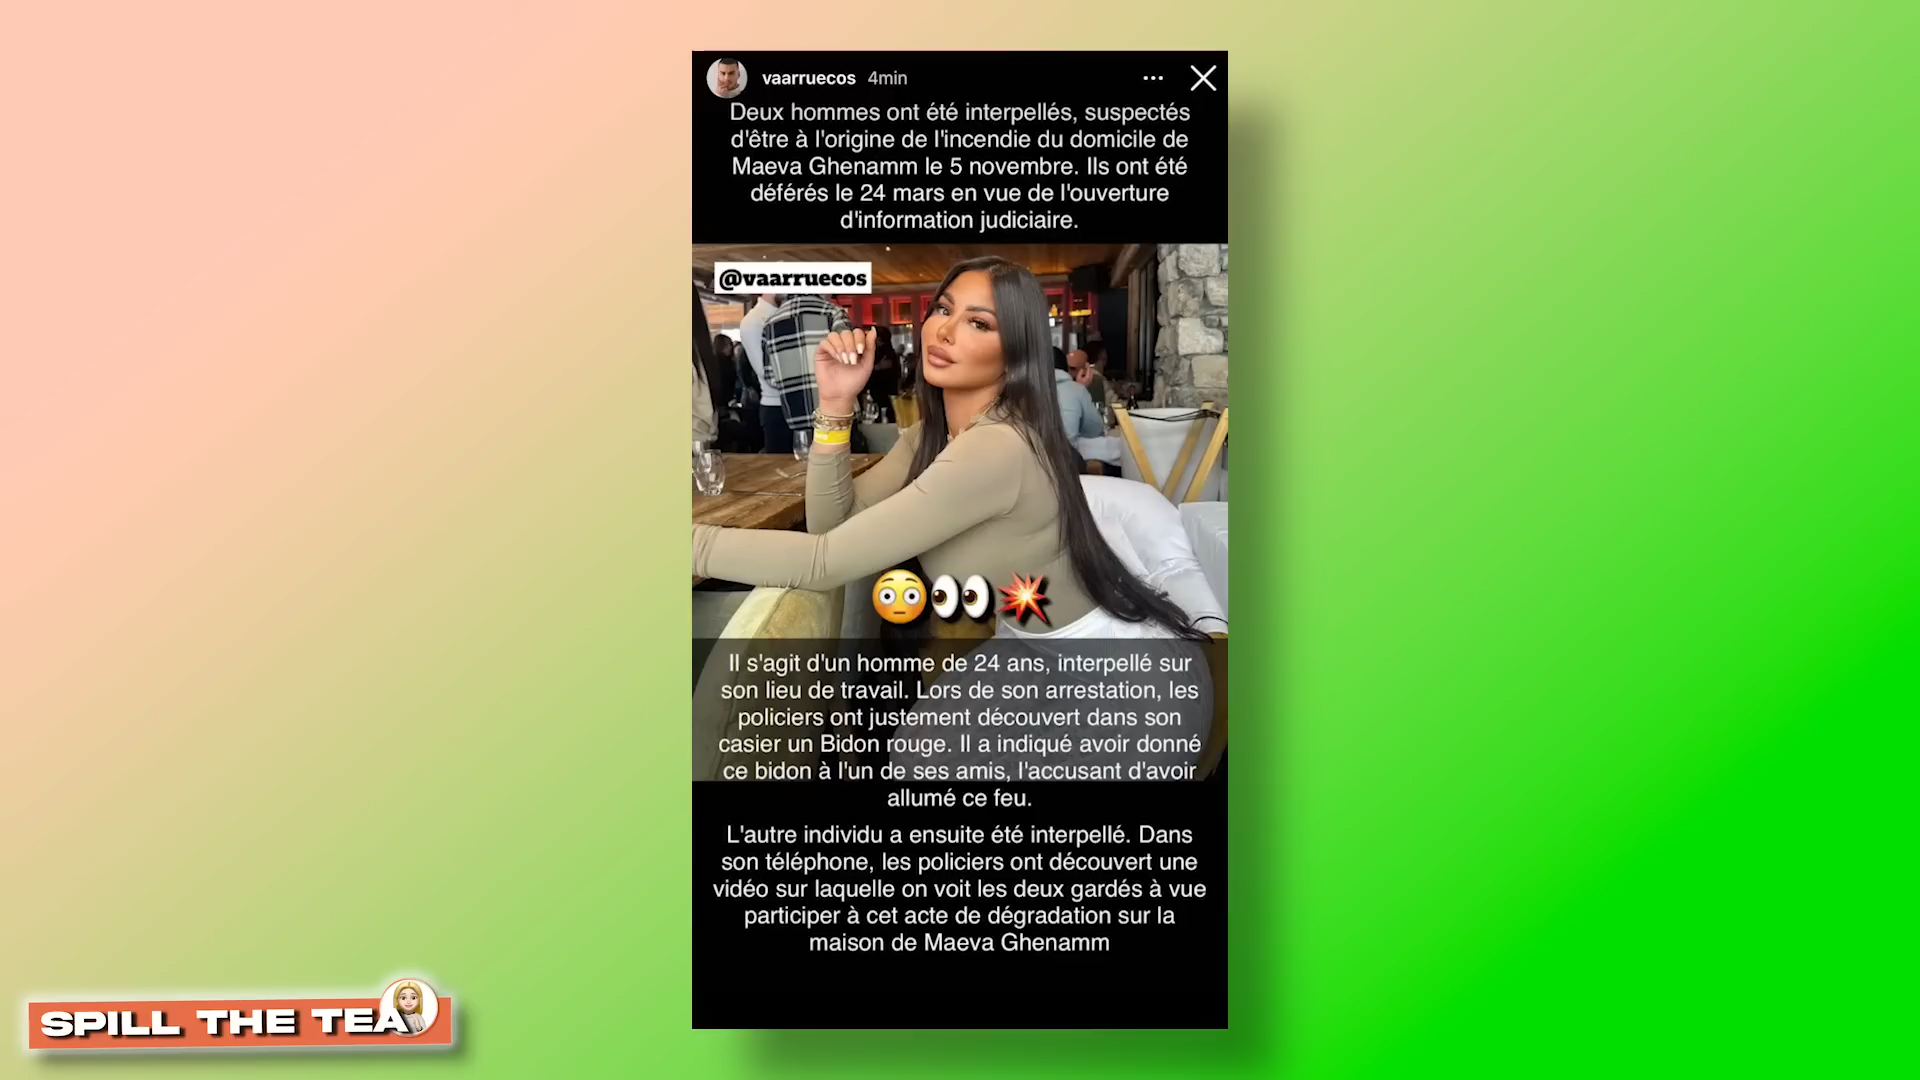 vaarruecos 4min
Deux hommes ont été interpellés, suspectés
d'être à l'origine de l'incendie du domicile de
Maeva Ghenamm le 5 novembre. Ils ont été
déférés le 24 mars en vue de l'ouverture
d'information judiciaire.
@vaarruecos
Il s'agit d'un homme de 24 ans, interpellé sur
son lieu de travail. Lors de son arrestation, les
policiers ont justement découvert dans son
casier un Bidon rouge. Il a indiqué avoir donné
ce bidon à l'un de ses amis, l'accusant d'avoir
allumé ce feu.
L'autre individu a ensuite été interpellé. Dans
son téléphone, les policiers ont découvert une
vidéo sur laquelle on voit les deux gardés à vue
participer à cet acte de dégradation sur la
maison de Maeva Ghenamm
SPILL THE TEA